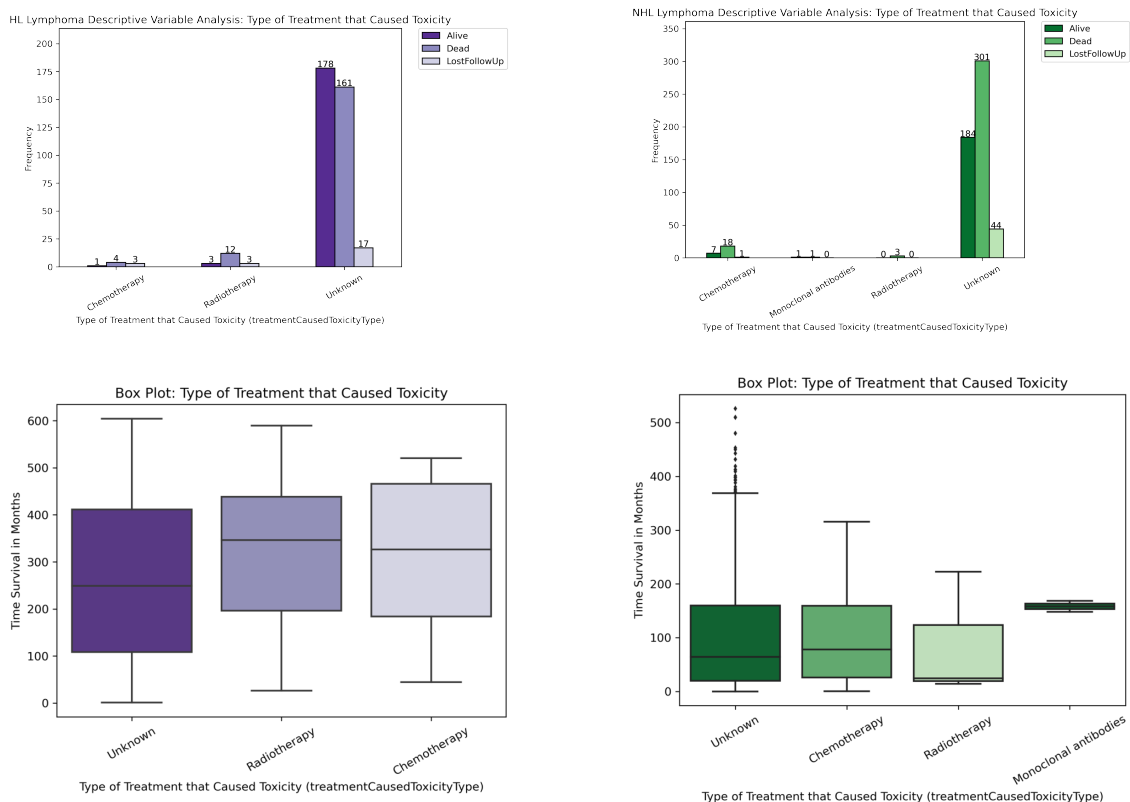 HL Lymphoma Descriptive Variable Analysis: Type of Treatment that Caused Toxicity
Alive
Dead
LostFollowUp
200
175
150
125
100
75
50
25
0
Frequency
178
161
17
1
4
3
3
12
3
Chemotherapy
Radiotherapy
Unknown
Type of Treatment that Caused Toxicity (treatmentCausedToxicityType)
NHL Lymphoma Descriptive Variable Analysis: Type of Treatment that Caused Toxicity
Alive
Dead
LostFollowUp
350
300
250
200
150
100
50
0
Frequency
7
18
1
1
1
0
0
3
0
184
301
44
Chemotherapy
Monoclonal antibodies
Radiotherapy
Unknown
Type of Treatment that Caused Toxicity (treatmentCausedToxicityType)
Box Plot: Type of Treatment that Caused Toxicity
600
500
400
300
200
100
0
Time Survival in Months
Unknown
Radiotherapy
Chemotherapy
Type of Treatment that Caused Toxicity (treatmentCausedToxicityType)
Box Plot: Type of Treatment that Caused Toxicity
500
400
300
200
100
0
Time Survival in Months
Unknown
Chemotherapy
Radiotherapy
Monoclonal antibodies
Type of Treatment that Caused Toxicity (treatmentCausedToxicityType)